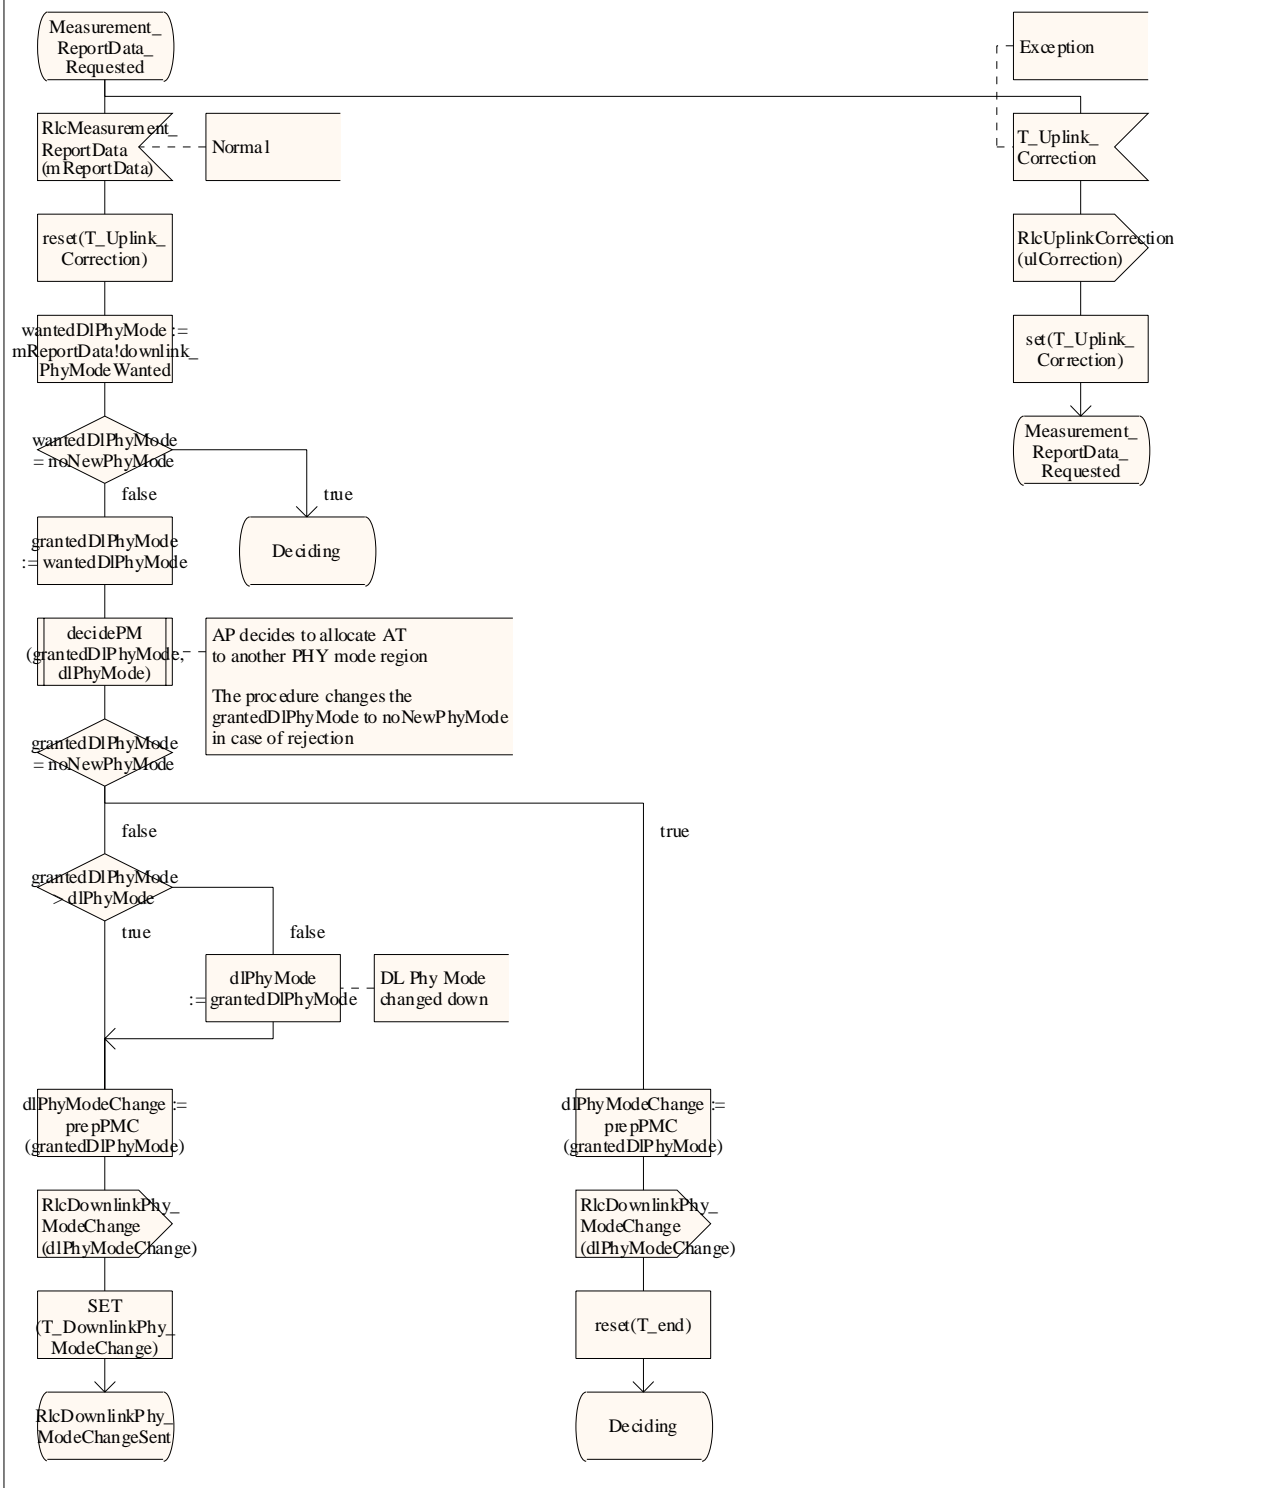 Measurement_
ReportData_
Requested
Exception
RlcMeasurement_
ReportData
(mReportData)
Normal
T_Uplink_
Correction
reset(T_Uplink_
Correction)
RlcUplinkCorrection
(ulCorrection)
wantedDlPhyMode :=
mReportData!downlink_
PhyModeWanted
set(T_Uplink_
Correction)
wantedDlPhyMode
= noNewPhyMode
Measurement_
ReportData_
Requested
false
true
grantedDlPhyMode
:= wantedDlPhyMode
Deciding
decidePM
(grantedDlPhyMode,
dlPhyMode)
AP decides to allocate AT
to another PHY mode region
The procedure changes the
grantedDlPhyMode to noNewPhyMode
in case of rejection
grantedDlPhyMode
= noNewPhyMode
false
true
grantedDlPhyMode
> dlPhyMode
true
false
dlPhyMode
:= grantedDlPhyMode
DL Phy Mode
changed down
dlPhyModeChange :=
prepPMC
(grantedDlPhyMode)
dlPhyModeChange :=
prepPMC
(grantedDlPhyMode)
RlcDownlinkPhy_
ModeChange
(dlPhyModeChange)
RlcDownlinkPhy_
ModeChange
(dlPhyModeChange)
SET
(T_DownlinkPhy_
ModeChange)
reset(T_end)
RlcDownlinkPhy_
ModeChangeSent
Deciding